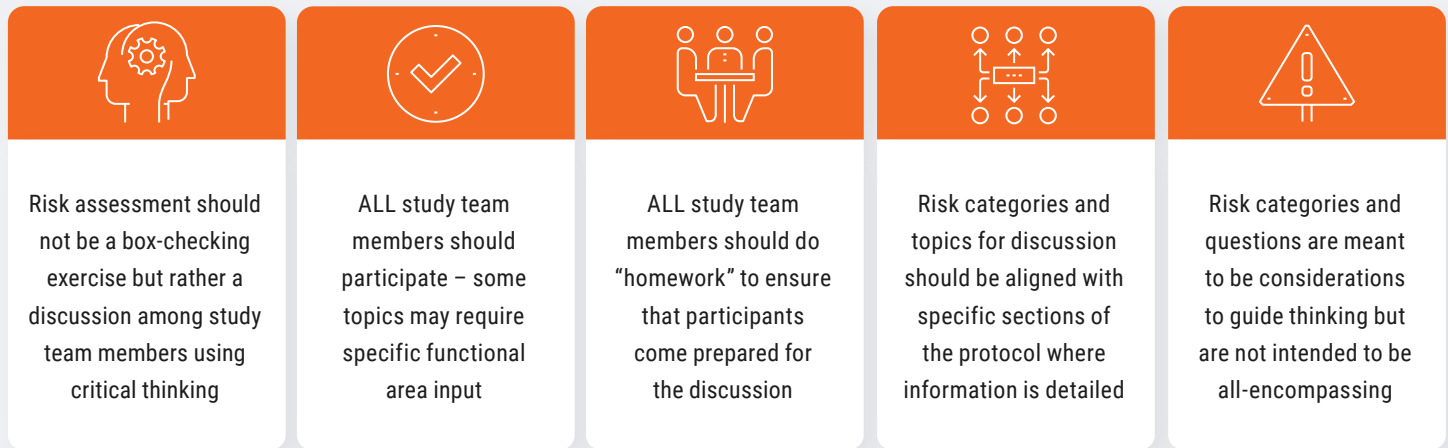 Risk assessment should
not be a box-checking
exercise but rather a
discussion among study
team members using
critical thinking
ALL study team
members should
participate – some
topics may require
specific functional
area input
ALL study team
members should do
“homework” to ensure
that participants
come prepared for
the discussion
Risk categories and
topics for discussion
should be aligned with
specific sections of
the protocol where
information is detailed
Risk categories and
questions are meant
to be considerations
to guide thinking but
are not intended to be
all-encompassing